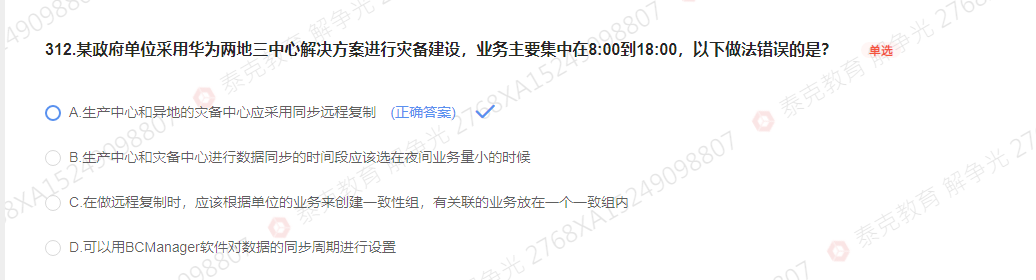 312.某政府单位采用华为两地三中心解决方案进行灾备建设，业务主要集中在8:00到18:00，以下做法错误的是？ 单选
A.生产中心和异地的灾备中心应采用同步远程复制 (正确答案)
B.生产中心和灾备中心进行数据同步的时间段应该选在夜间业务量小的时候
C.在做远程复制时，应该根据单位的业务来创建一致性组，有关联的业务放在一个一致组内
D.可以用BCManager软件对数据的同步周期进行设置
泰克教育 解争光 2768XA15249098807